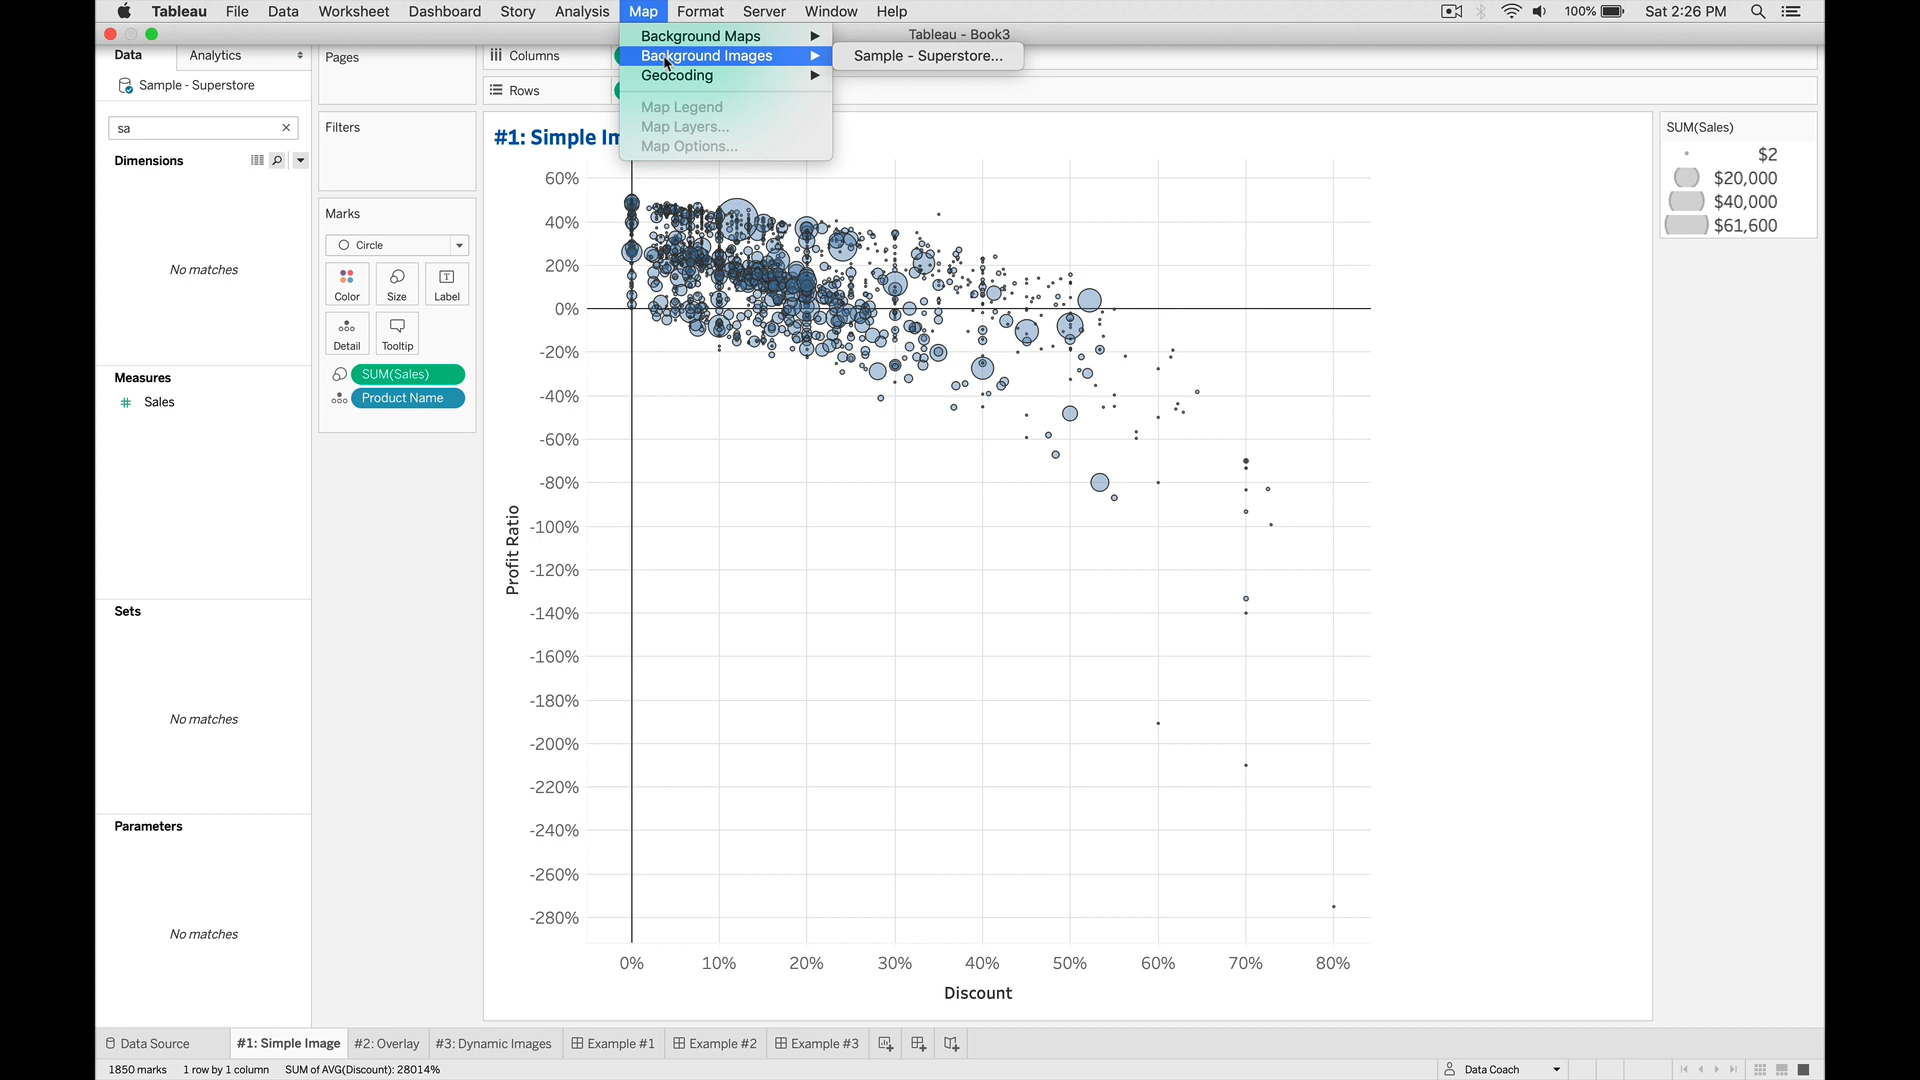 Tableau File Data Worksheet Dashboard Story Analysis Map Format Server Window Help 100% Sat 2:26 PM
Tableau - Book3
Background Maps
Background Images
Sample - Superstore...
Geocoding
Map Legend
Map Layers...
Map Options...
Data Analytics
Sample - Superstore
sa
Dimensions
No matches
Measures
Sales
Sets
No matches
Parameters
No matches
Pages
Filters
Marks
Circle
Color Size Label
Detail Tooltip
SUM(Sales)
Product Name
Columns
Rows
#1: Simple Im
60%
40%
20%
0%
-20%
-40%
-60%
-80%
-100%
-120%
-140%
-160%
-180%
-200%
-220%
-240%
-260%
-280%
Profit Ratio
0% 10% 20% 30% 40% 50% 60% 70% 80%
Discount
SUM(Sales)
$2
$20,000
$40,000
$61,600
Data Source #1: Simple Image #2: Overlay #3: Dynamic Images Example #1 Example #2 Example #3
1850 marks 1 row by 1 column SUM of AVG(Discount): 28014% Data Coach